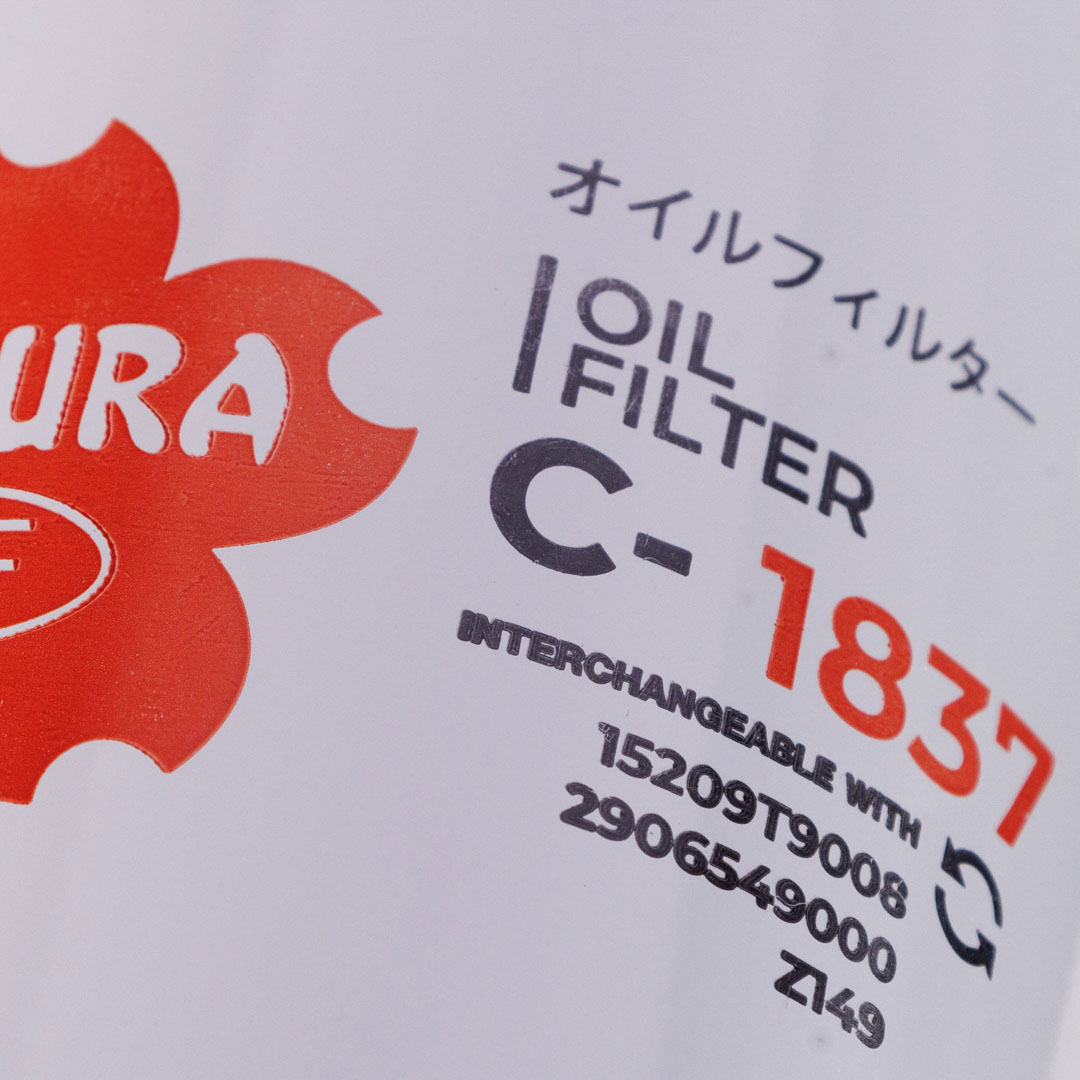 URA
オイルフィルター
OIL
FILTER
C- 1837
INTERCHANGEABLE WITH
15209T9008
2906549000
Z149